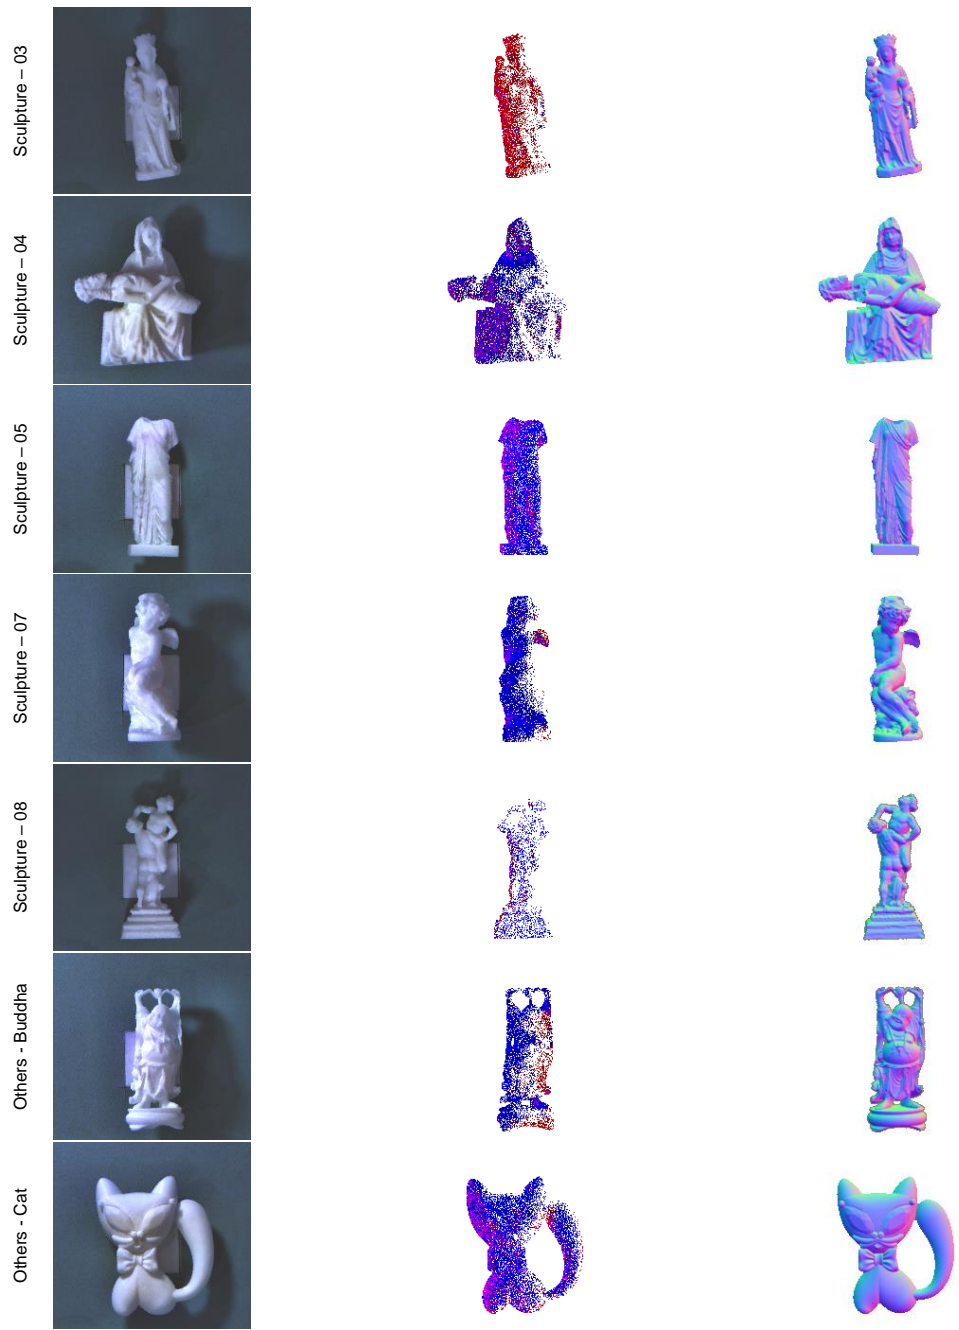 Sculpture – 03
Sculpture – 04
Sculpture – 05
Sculpture – 07
Sculpture – 08
Others - Buddha
Others - Cat